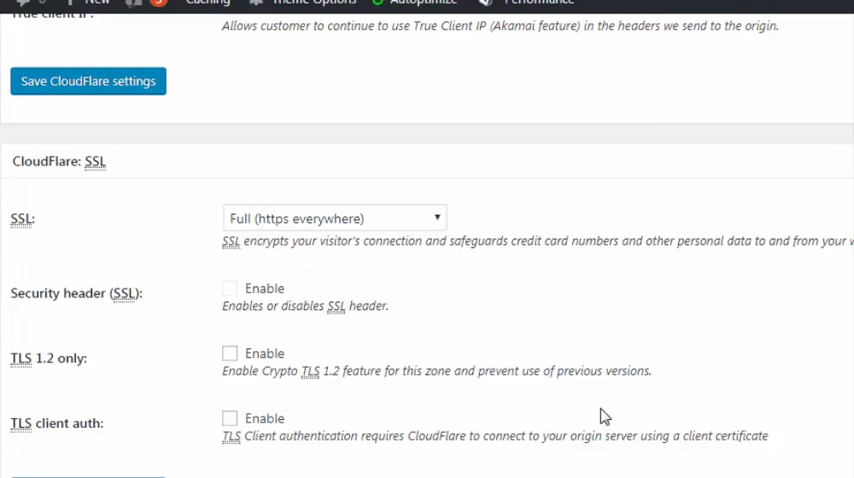 New 3 Caching Theme Options Autoptimize Performance
True client IP:
Allows customer to continue to use True Client IP (Akamai feature) in the headers we send to the origin.
Save CloudFlare settings
CloudFlare: SSL
SSL:
Full (https everywhere)
SSL encrypts your visitor's connection and safeguards credit card numbers and other personal data to and from your w
Security header (SSL):
Enable
Enables or disables SSL header.
TLS 1.2 only:
Enable
Enable Crypto TLS 1.2 feature for this zone and prevent use of previous versions.
TLS client auth:
Enable
TLS Client authentication requires CloudFlare to connect to your origin server using a client certificate